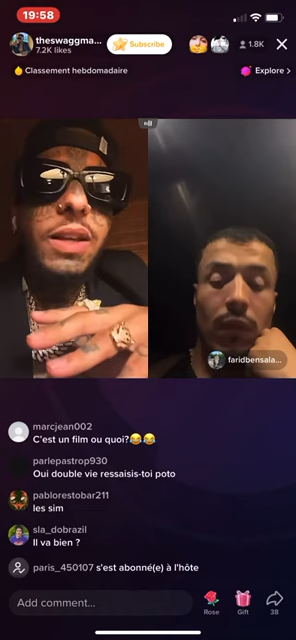 19:58
theswaggma...
7.2K likes
Subscribe
1.8K
Classement hebdomadaire
Explore >
faridbensala...
marcjean002
C'est un film ou quoi?😂😂
parlepastrop930
Oui double vie ressaisis-toi poto
pablorestobar211
les sim
sla_dobrazil
Il va bien ?
paris_450107 s'est abonné(e) à l'hôte
Add comment...
Rose
Gift
38